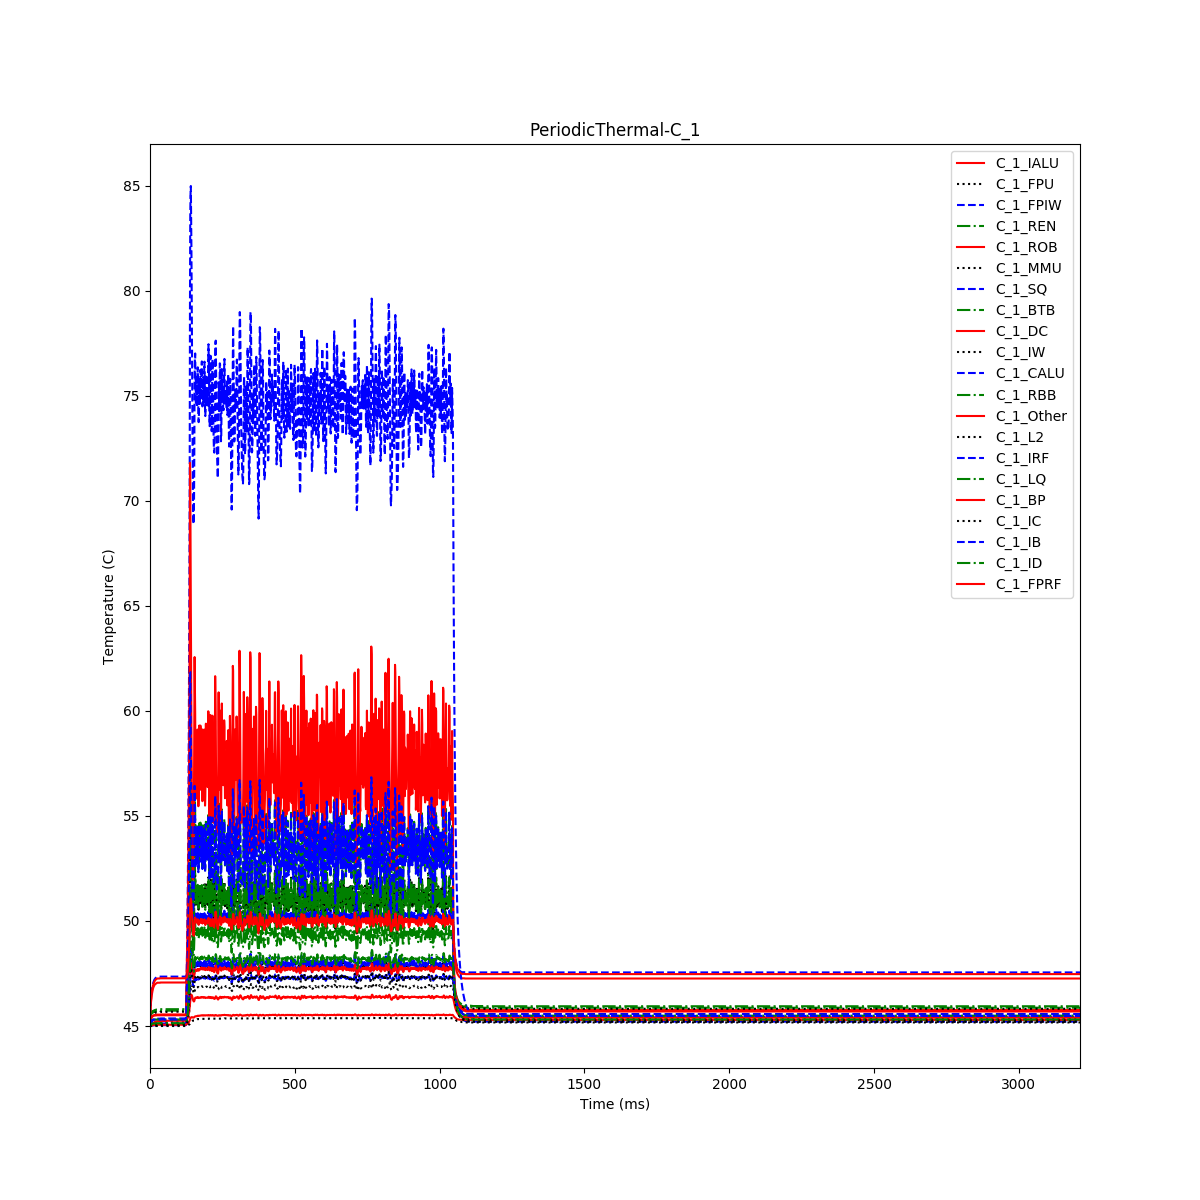 PeriodicThermal-C_1
85
80
75
70
65
60
55
50
45
Temperature (C)
0 500 1000 1500 2000 2500 3000
Time (ms)
C_1_IALU
C_1_FPU
C_1_FPIW
C_1_REN
C_1_ROB
C_1_MMU
C_1_SQ
C_1_BTB
C_1_DC
C_1_IW
C_1_CALU
C_1_RBB
C_1_Other
C_1_L2
C_1_IRF
C_1_LQ
C_1_BP
C_1_IC
C_1_IB
C_1_ID
C_1_FPRF